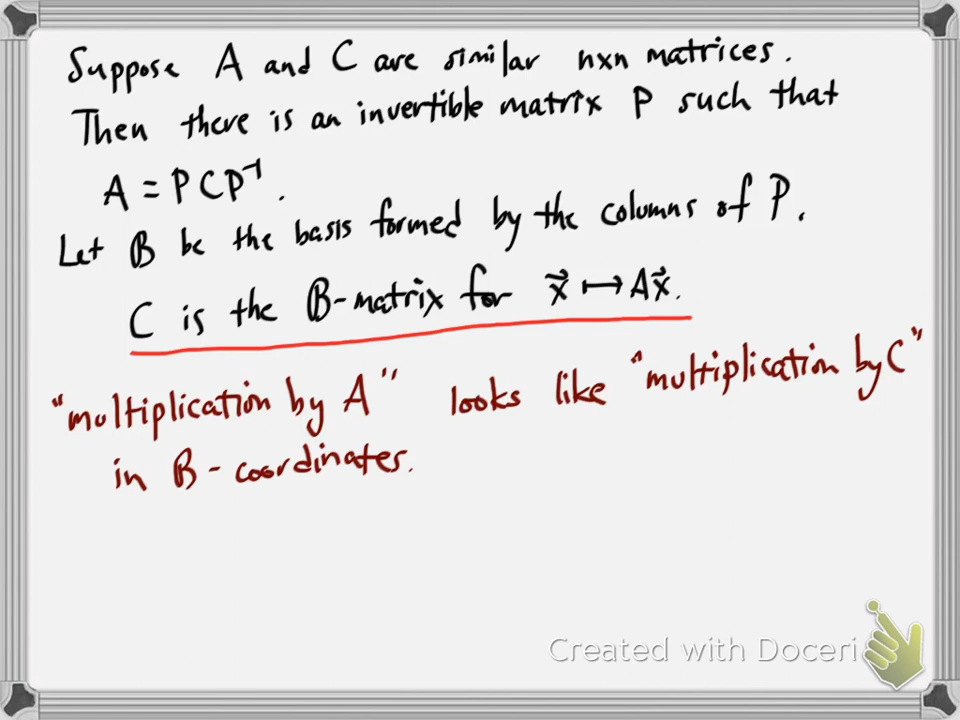 Suppose A and C are similar nxn matrices.
Then there is an invertible matrix P such that
A = PCP⁻¹.
Let B be the basis formed by the columns of P.
C is the B-matrix for x⃗ ↦ Ax⃗.
"multiplication by A" looks like "multiplication by C"
in B-coordinates.
Created with Doceri